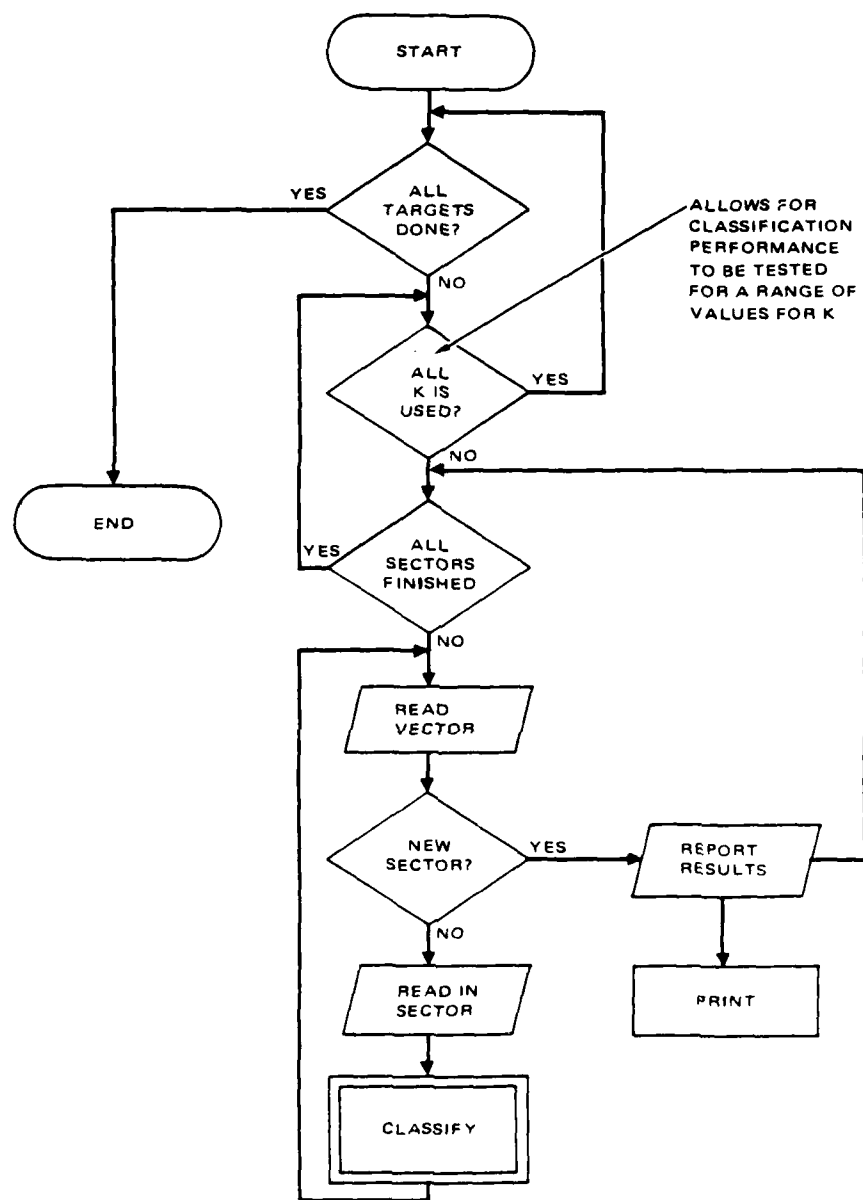 START
YES
ALL
TARGETS
DONE?
NO
ALLOWS FOR
CLASSIFICATION
PERFORMANCE
TO BE TESTED
FOR A RANGE OF
VALUES FOR K
ALL
K IS
USED?
YES
NO
END
YES
ALL
SECTORS
FINISHED
NO
READ
VECTOR
NEW
SECTOR?
YES
REPORT
RESULTS
NO
READ IN
SECTOR
PRINT
CLASSIFY